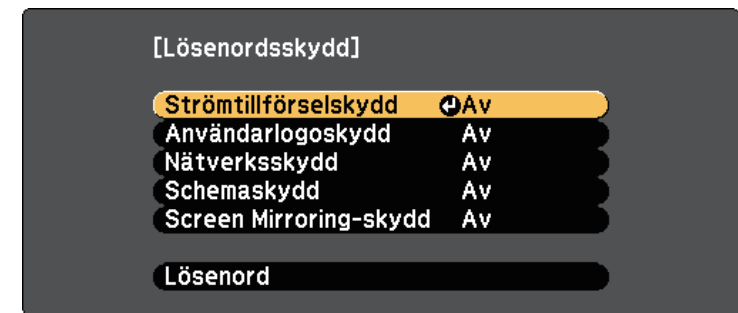 [Lösenordsskydd]
Strömtillförselskydd Av
Användarlogoskydd Av
Nätverksskydd Av
Schemaskydd Av
Screen Mirroring-skydd Av
Lösenord